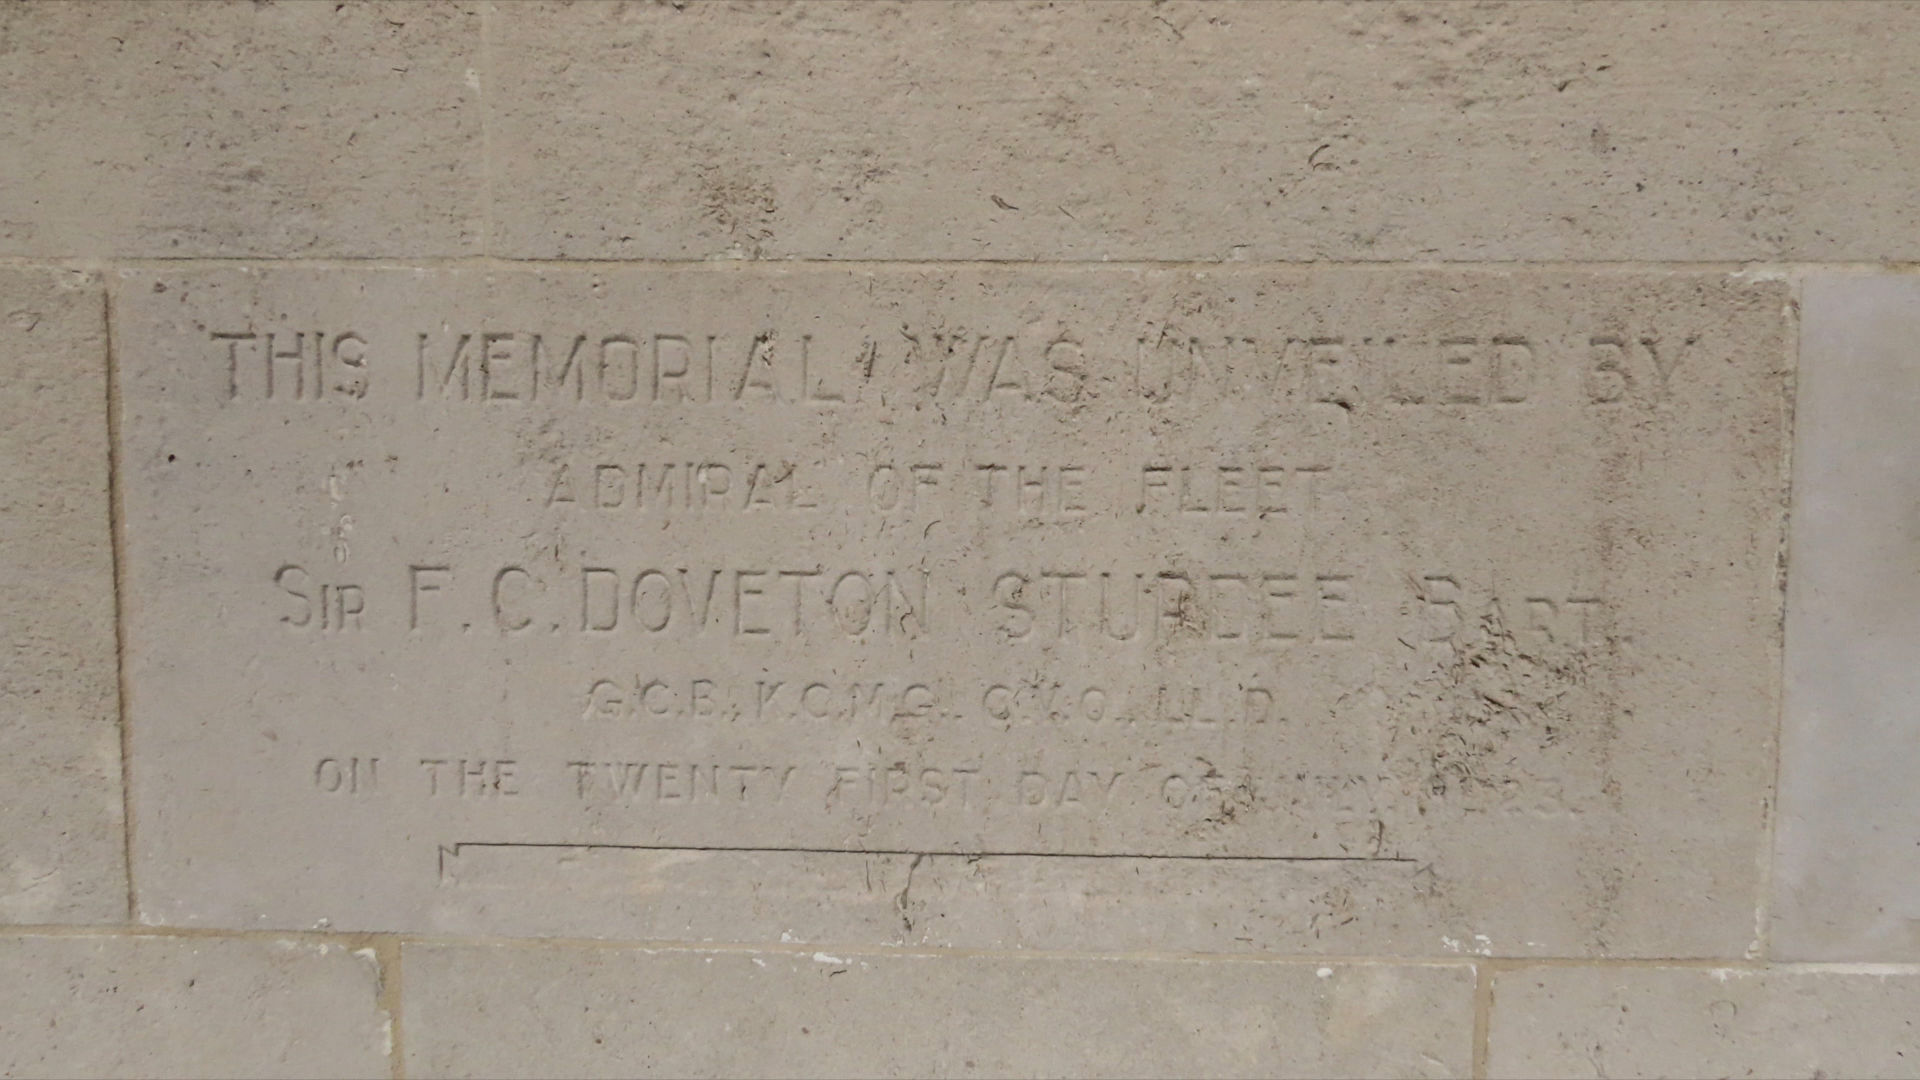 THIS MEMORIAL WAS UNVEILED BY
ADMIRAL OF THE FLEET
SIR F. C. DOVETON STURDEE BART.
G.C.B., K.C.M.G., C.V.O., LL.D.
ON THE TWENTY FIRST DAY OF